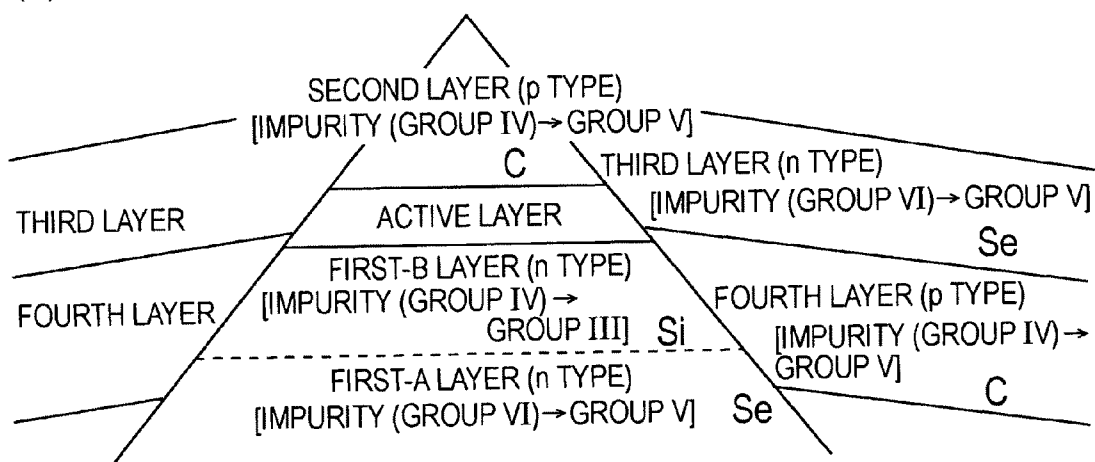 SECOND LAYER (p TYPE)
[IMPURITY (GROUP IV)→GROUP V]
C
THIRD LAYER (n TYPE)
[IMPURITY (GROUP VI)→GROUP V]
Se
THIRD LAYER
ACTIVE LAYER
FIRST-B LAYER (n TYPE)
[IMPURITY (GROUP IV)→
GROUP III]
Si
FOURTH LAYER
FOURTH LAYER (p TYPE)
[IMPURITY (GROUP IV)→
GROUP V]
C
FIRST-A LAYER (n TYPE)
[IMPURITY (GROUP VI)→GROUP V]
Se